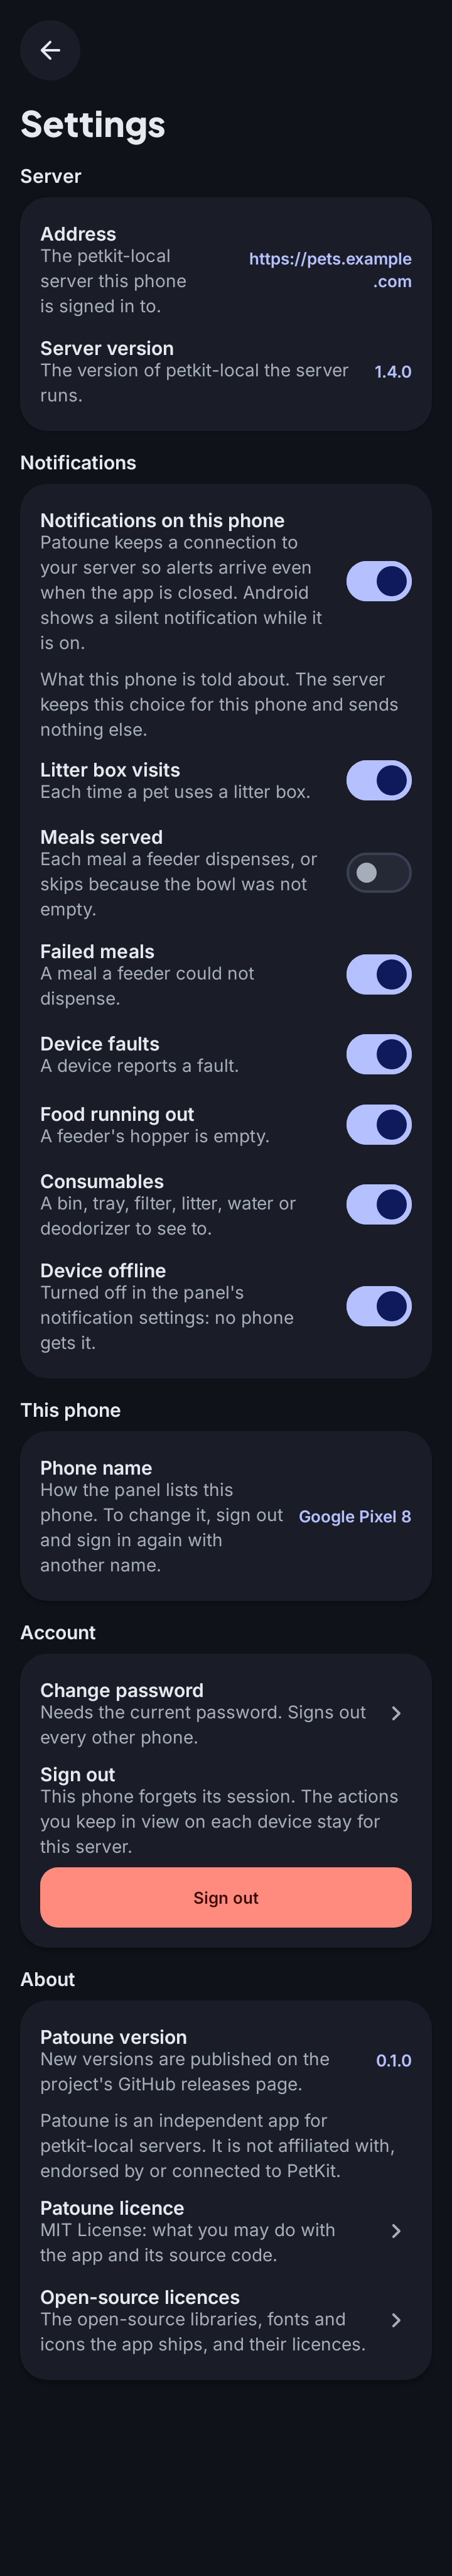 Settings
Server
Address
The petkit-local
server this phone
is signed in to.
https://pets.example
.com
Server version
The version of petkit-local the server
runs.
1.4.0
Notifications
Notifications on this phone
Patoune keeps a connection to
your server so alerts arrive even
when the app is closed. Android
shows a silent notification while it
is on.
What this phone is told about. The server
keeps this choice for this phone and sends
nothing else.
Litter box visits
Each time a pet uses a litter box.
Meals served
Each meal a feeder dispenses, or
skips because the bowl was not
empty.
Failed meals
A meal a feeder could not
dispense.
Device faults
A device reports a fault.
Food running out
A feeder's hopper is empty.
Consumables
A bin, tray, filter, litter, water or
deodorizer to see to.
Device offline
Turned off in the panel's
notification settings: no phone
gets it.
This phone
Phone name
How the panel lists this
phone. To change it, sign out
and sign in again with
another name.
Google Pixel 8
Account
Change password
Needs the current password. Signs out
every other phone.
Sign out
This phone forgets its session. The actions
you keep in view on each device stay for
this server.
Sign out
About
Patoune version
New versions are published on the
project's GitHub releases page.
0.1.0
Patoune is an independent app for
petkit-local servers. It is not affiliated with,
endorsed by or connected to PetKit.
Patoune licence
MIT License: what you may do with
the app and its source code.
Open-source licences
The open-source libraries, fonts and
icons the app ships, and their licences.